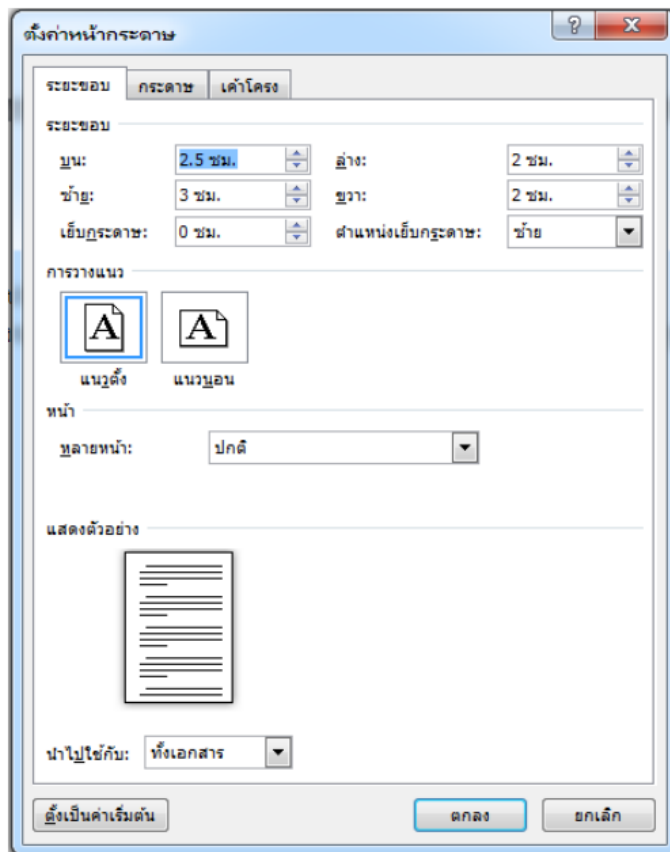 ตั้งค่าหน้ากระดาษ
ระยะขอบ กระดาษ เค้าโครง
ระยะขอบ
บน: 2.5 ซม. ล่าง: 2 ซม.
ซ้าย: 3 ซม. ขวา: 2 ซม.
เย็บกระดาษ: 0 ซม. ตำแหน่งเย็บกระดาษ: ซ้าย
การวางแนว
A A
แนวตั้ง แนวนอน
หน้า
หลายหน้า: ปกติ
แสดงตัวอย่าง
นำไปใช้กับ: ทั้งเอกสาร
ตั้งเป็นค่าเริ่มต้น ตกลง ยกเลิก